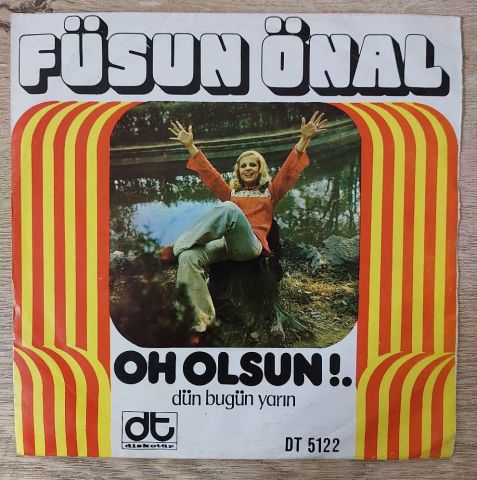 FÜSUN ÖNAL
OH OLSUN!.
dün bugün yarın
dt
diskotür
DT 5122